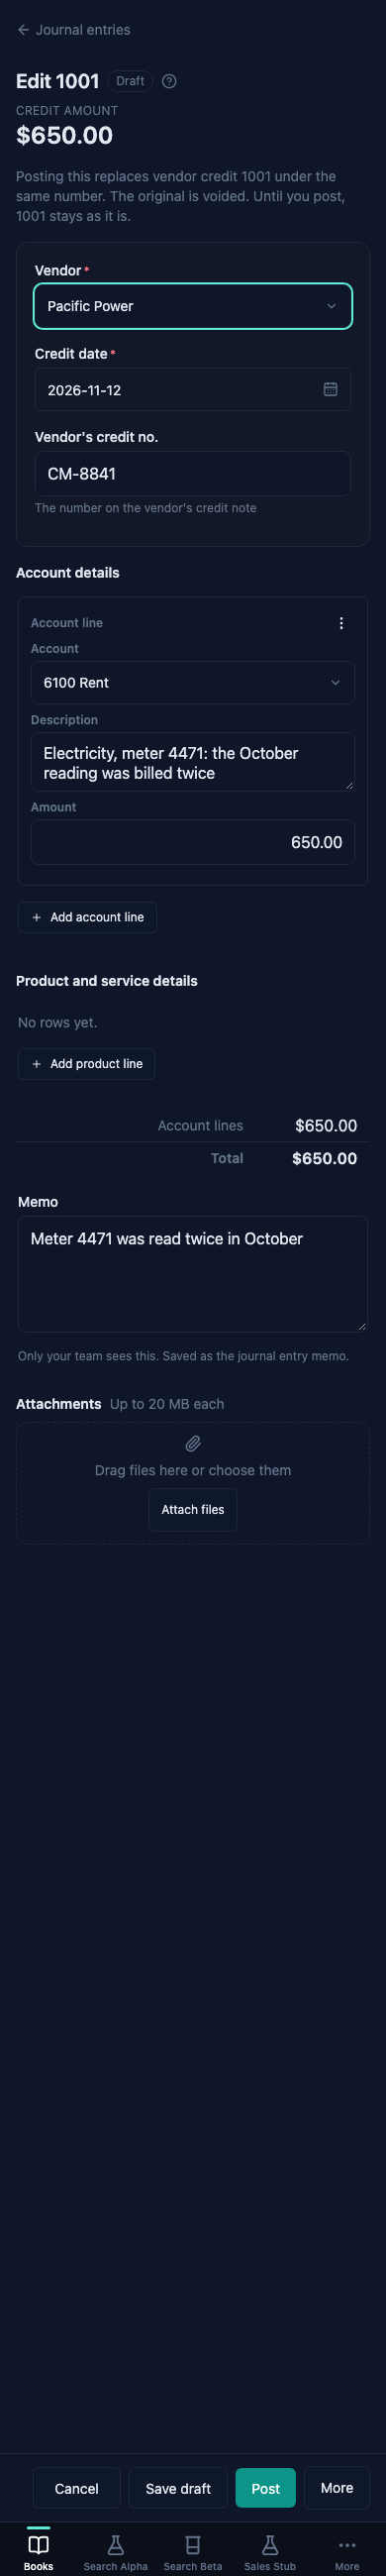 Journal entries
Edit 1001 Draft
CREDIT AMOUNT
$650.00
Posting this replaces vendor credit 1001 under the
same number. The original is voided. Until you post,
1001 stays as it is.
Vendor*
Pacific Power
Credit date*
2026-11-12
Vendor's credit no.
CM-8841
The number on the vendor's credit note
Account details
Account line
Account
6100 Rent
Description
Electricity, meter 4471: the October
reading was billed twice
Amount
650.00
+ Add account line
Product and service details
No rows yet.
+ Add product line
Account lines $650.00
Total $650.00
Memo
Meter 4471 was read twice in October
Only your team sees this. Saved as the journal entry memo.
Attachments Up to 20 MB each
Drag files here or choose them
Attach files
Cancel Save draft Post More
Books Search Alpha Search Beta Sales Stub More